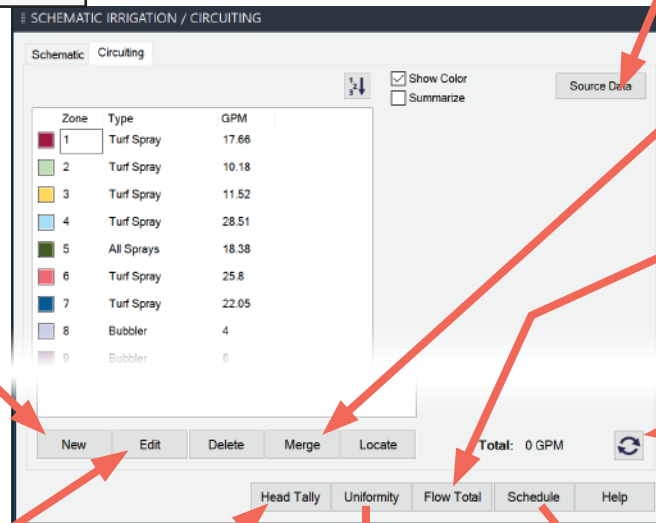 SCHEMATIC IRRIGATION / CIRCUITING
Schematic Circuiting
Show Color
Summarize
Source Data
Zone Type GPM
1 Turf Spray 17.66
2 Turf Spray 10.18
3 Turf Spray 11.52
4 Turf Spray 28.51
5 All Sprays 18.38
6 Turf Spray 25.8
7 Turf Spray 22.05
8 Bubbler 4
9 Bubbler 6
New Edit Delete Merge Locate Total: 0 GPM
Head Tally Uniformity Flow Total Schedule Help